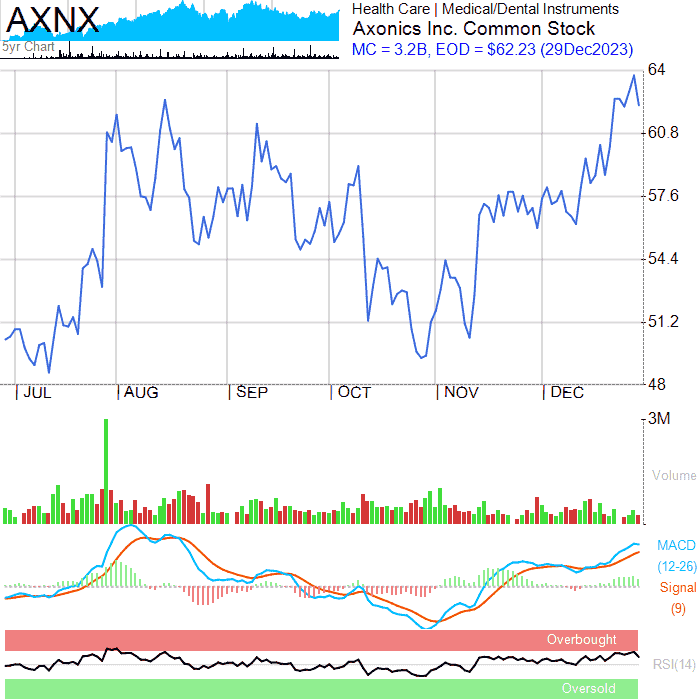 AXNX
5yr Chart
Health Care | Medical/Dental Instruments
Axonics Inc. Common Stock
MC = 3.2B, EOD = $62.23 (29Dec2023)
64
60.8
57.6
54.4
51.2
48
|JUL |AUG |SEP |OCT |NOV |DEC
3M
Volume
MACD
(12-26)
Signal
(9)
Overbought
RSI(14)
Oversold